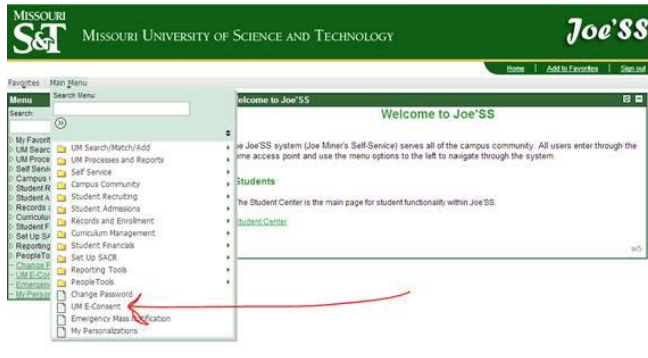 MISSOURI
S&T
MISSOURI UNIVERSITY OF SCIENCE AND TECHNOLOGY
Joe'SS
Home | Add to Favorites | Sign out
Favorites Main Menu
Menu
Search:
My Favorit
UM Searc
UM Proce
Self Servi
Campus
Student R
Student A
Records
Curriculu
Student F
Set Up SA
Reporting
PeopleTo
Change P
UM E-Con
Emergen
My Person
Search Menu:
UM Search/Match/Add
UM Processes and Reports
Self Service
Campus Community
Student Recruiting
Student Admissions
Records and Enrollment
Curriculum Management
Student Financials
Set Up SACR
Reporting Tools
PeopleTools
Change Password
UM E-Consent
Emergency Mass Notification
My Personalizations
elcome to Joe'SS
Welcome to Joe'SS
e Joe'SS system (Joe Miner's Self-Service) serves all of the campus community. All users enter through the
me access point and use the menu options to the left to navigate through the system.
Students
he Student Center is the main page for student functionality within Joe'SS.
tudent Center